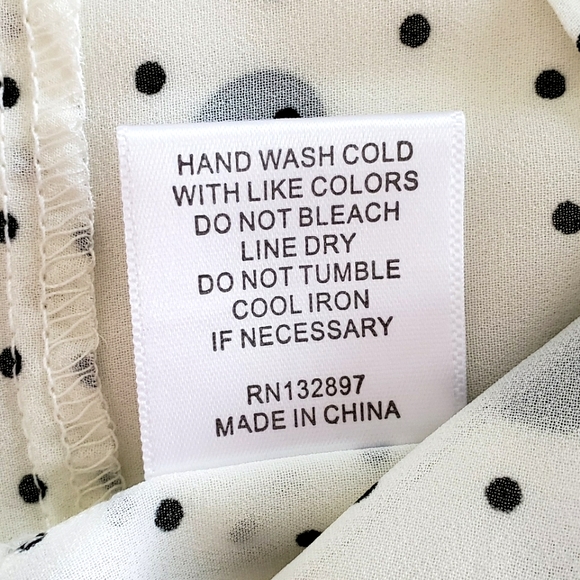 HAND WASH COLD
WITH LIKE COLORS
DO NOT BLEACH
LINE DRY
DO NOT TUMBLE
COOL IRON
IF NECESSARY
RN132897
MADE IN CHINA